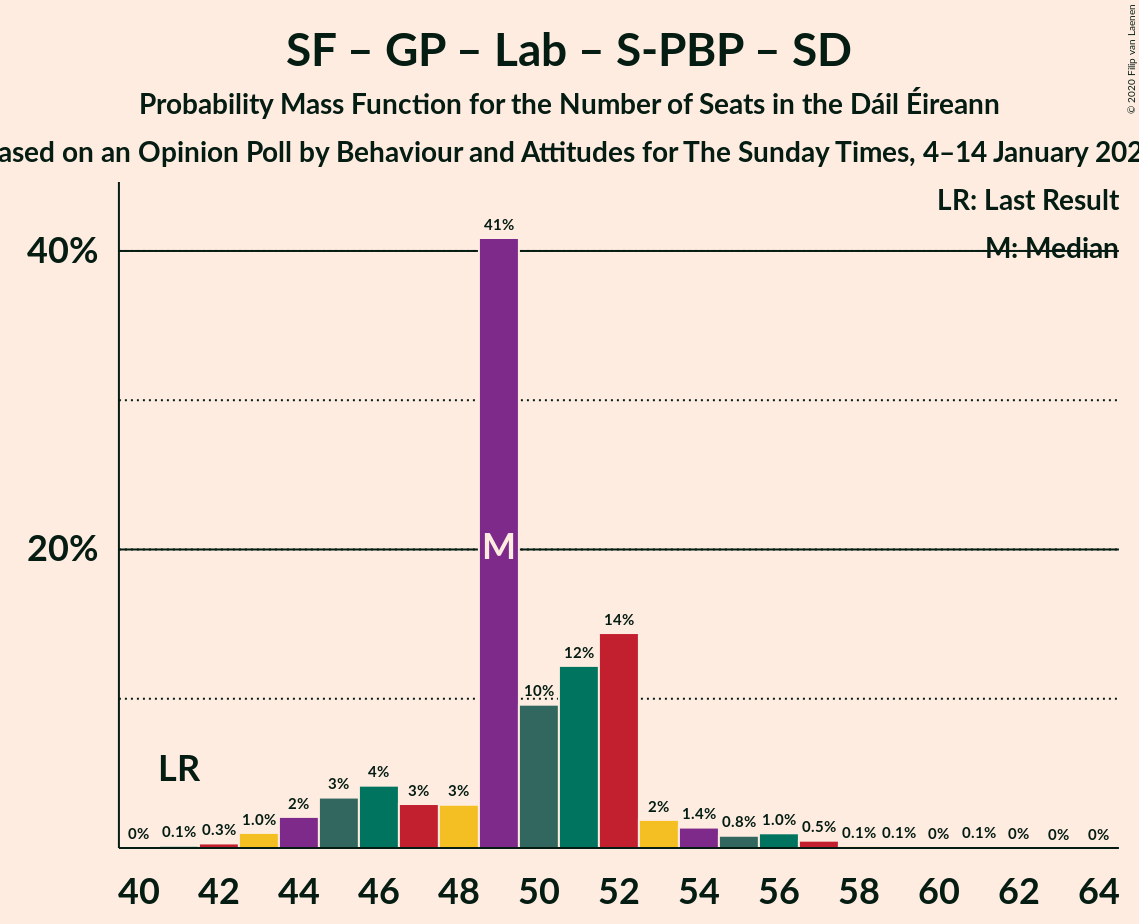 SF – GP – Lab – S-PBP – SD
Probability Mass Function for the Number of Seats in the Dáil Éireann
ased on an Opinion Poll by Behaviour and Attitudes for The Sunday Times, 4–14 January 202
© 2020 Filip van Laenen
LR: Last Result
M: Median
40%
20%
41%
M
14%
12%
10%
LR
0% 0.1% 0.3% 1.0% 2% 3% 4% 3% 3% 2% 1.4% 0.8% 1.0% 0.5% 0.1% 0.1% 0% 0.1% 0% 0% 0%
40 42 44 46 48 50 52 54 56 58 60 62 64